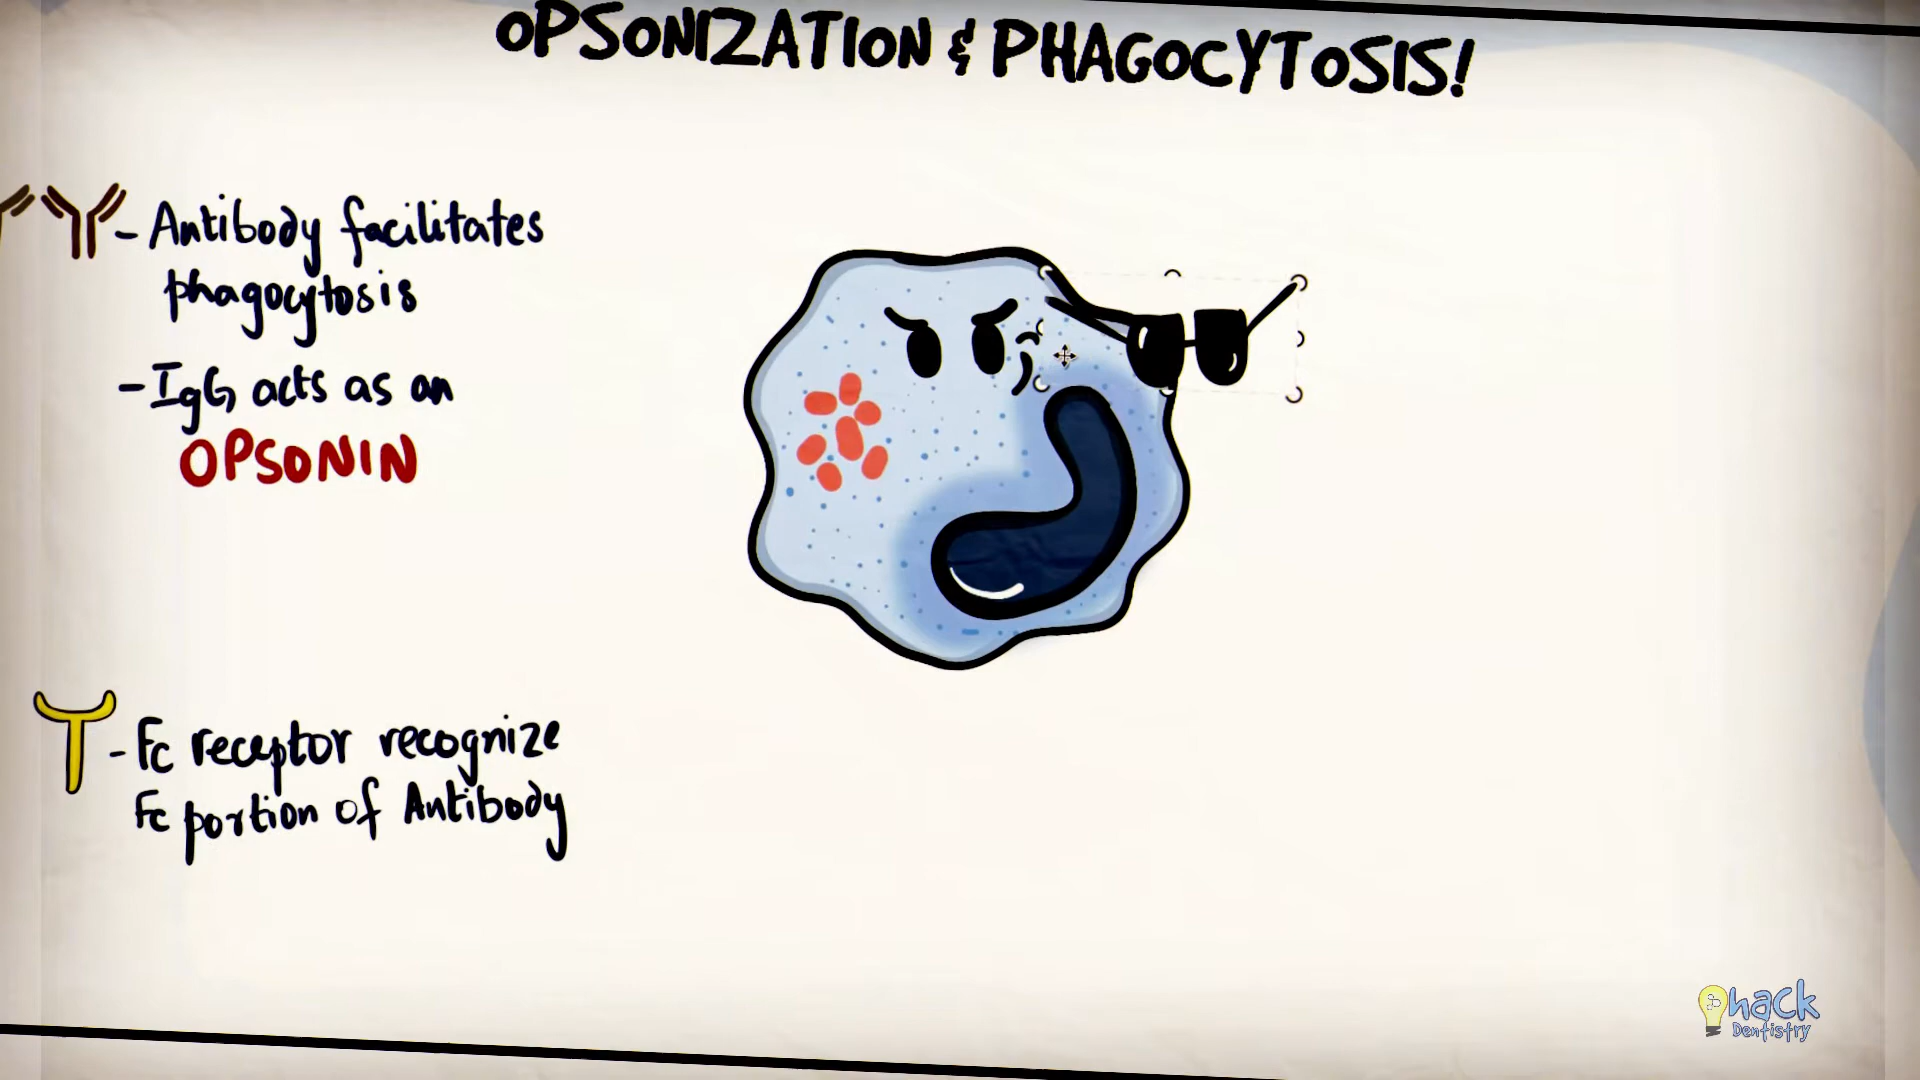 OPSONIZATION & PHAGOCYTOSIS!
- Antibody facilitates
phagocytosis
- IgG acts as an
OPSONIN
- Fc receptor recognize
Fc portion of Antibody
hack
Dentistry